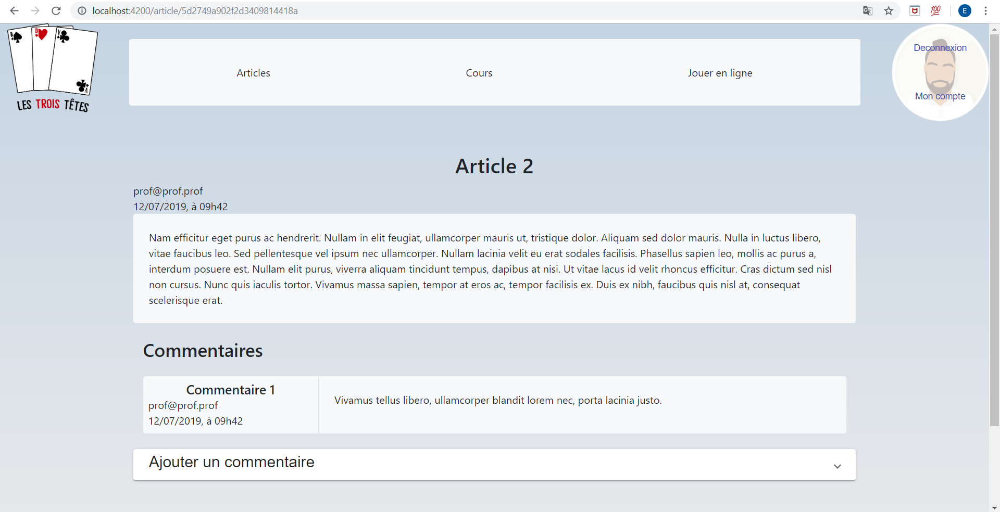 localhost:4200/article/5d2749a902f2d3409814418a
E
A
D
V
V
LES TROIS TÊTES
Articles
Cours
Jouer en ligne
Deconnexion
Mon compte
Article 2
prof@prof.prof
12/07/2019, à 09h42
Nam efficitur eget purus ac hendrerit. Nullam in elit feugiat, ullamcorper mauris ut, tristique dolor. Aliquam sed dolor mauris. Nulla in luctus libero,
vitae faucibus leo. Sed pellentesque vel ipsum nec ullamcorper. Nullam lacinia velit eu erat sodales facilisis. Phasellus sapien leo, mollis ac purus a,
interdum posuere est. Nullam elit purus, viverra aliquam tincidunt tempus, dapibus at nisi. Ut vitae lacus id velit rhoncus efficitur. Cras dictum sed nisl
non cursus. Nunc quis iaculis tortor. Vivamus massa sapien, tempor at eros ac, tempor facilisis ex. Duis ex nibh, faucibus quis nisl at, consequat
scelerisque erat.
Commentaires
Commentaire 1
prof@prof.prof
12/07/2019, à 09h42
Vivamus tellus libero, ullamcorper blandit lorem nec, porta lacinia justo.
Ajouter un commentaire